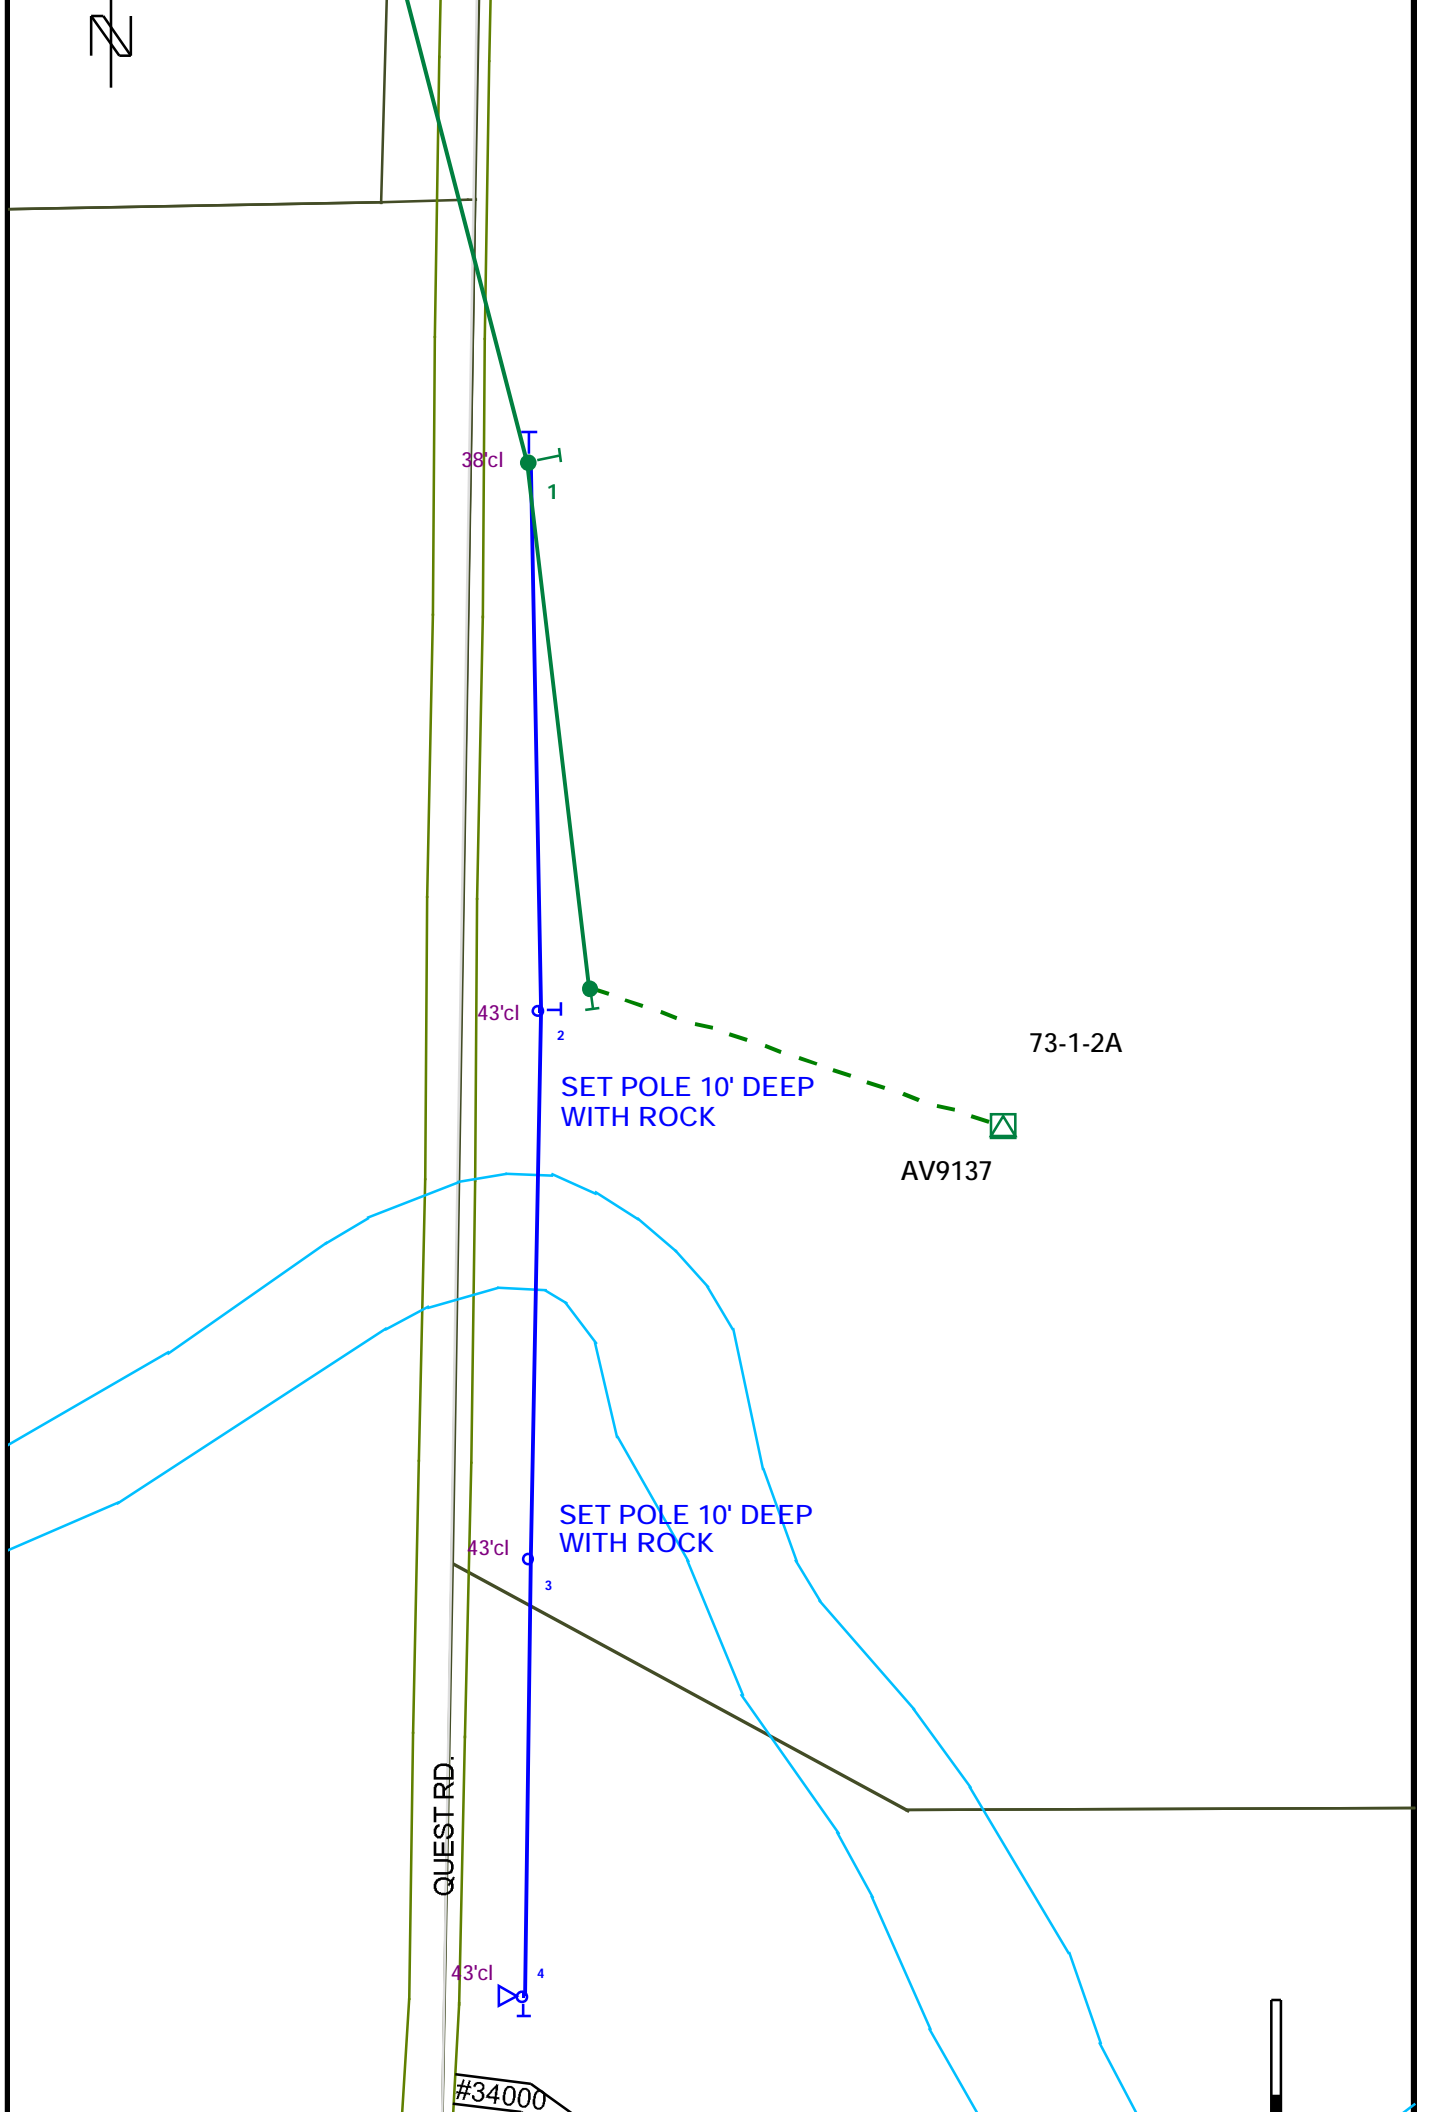 N
38'cl
1
43'cl
2
73-1-2A
SET POLE 10' DEEP
WITH ROCK
AV9137
SET POLE 10' DEEP
WITH ROCK
43'cl
3
QUEST RD.
43'cl
4
#34000